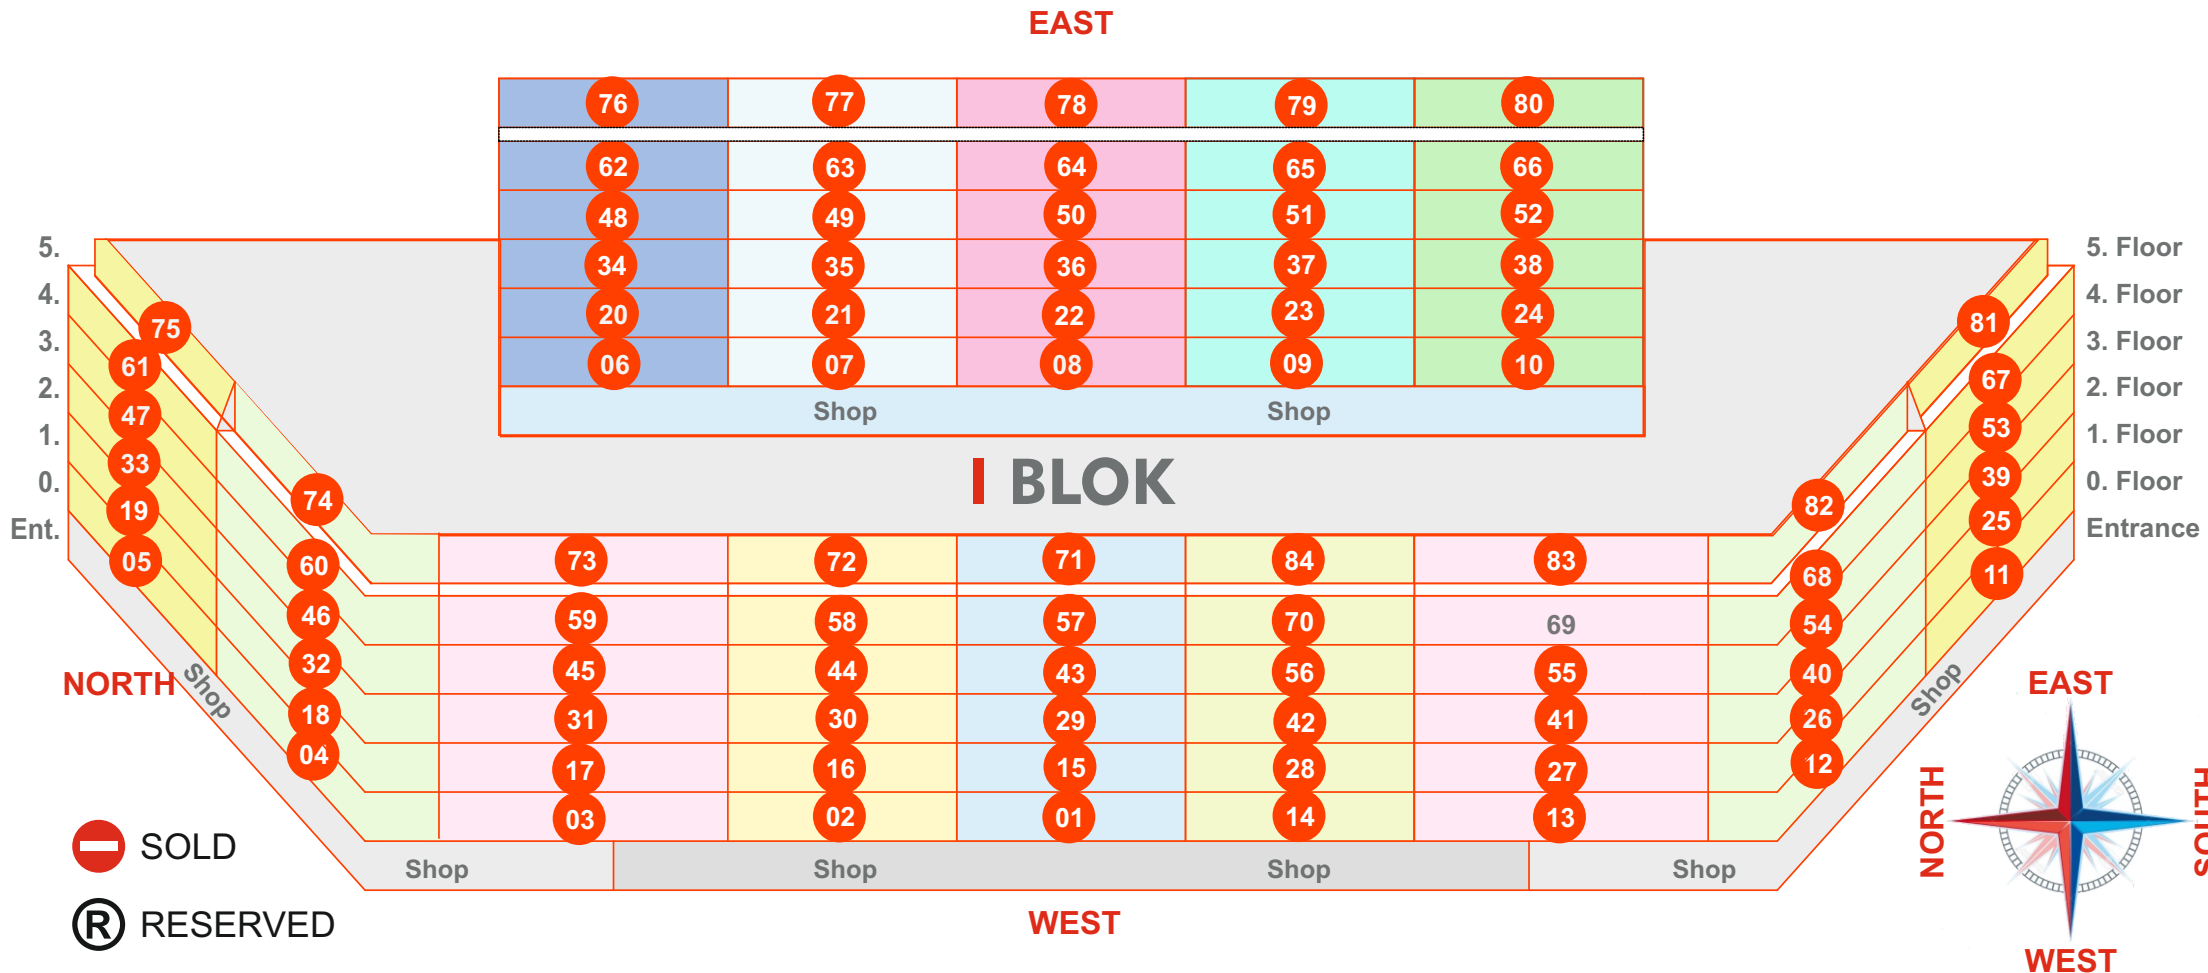 EAST
76 77 78 79 80
62 63 64 65 66
48 49 50 51 52
5. 5. Floor
34 35 36 37 38
4. 4. Floor
20 21 22 23 24
75 81
3. 3. Floor
06 07 08 09 10
61 67
2. 2. Floor
Shop Shop
47 53
1. 1. Floor
33 39
0. 0. Floor
I BLOK
74 82
19 25
Ent. Entrance
05 73 72 71 84 83 11
60 68
46 59 58 57 70 69 54
32 45 44 43 56 55 40
NORTH Shop Shop EAST
18 31 30 29 42 41 26
04 17 16 15 28 27 12
03 02 01 14 13
NORTH SOUTH
SOLD
Shop Shop Shop Shop
R RESERVED
WEST
WEST